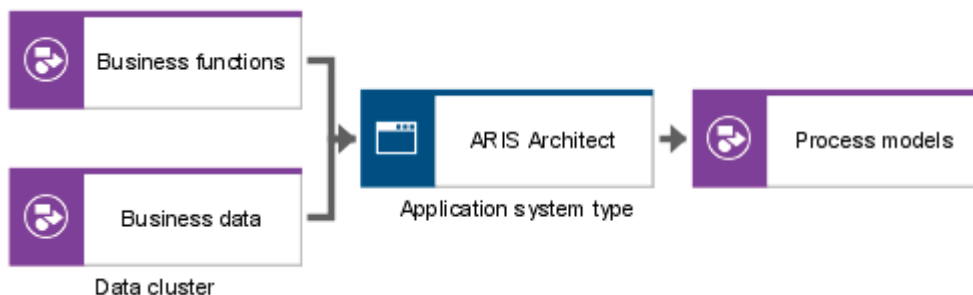 Business functions
Business data
Data cluster
ARIS Architect
Application system type
Process models